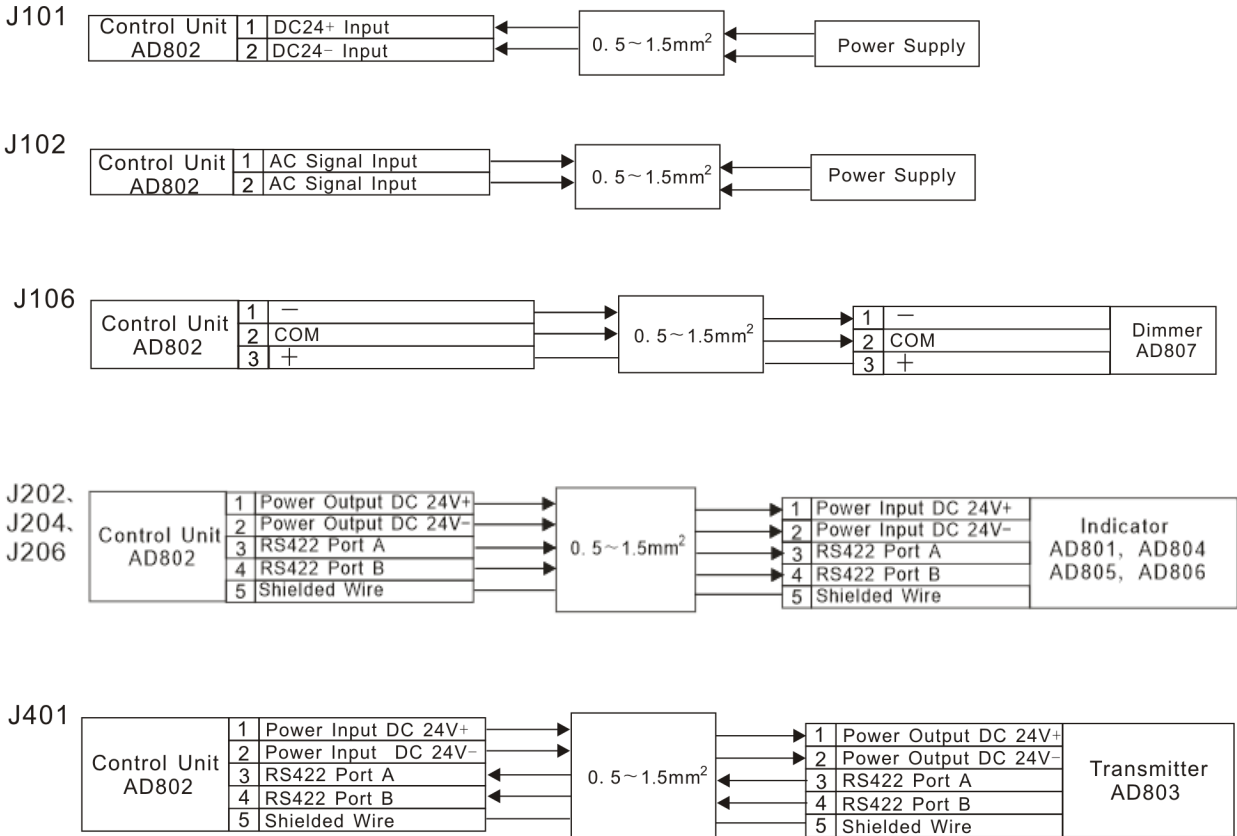 J101
Control Unit
AD802
1 DC24+ Input
2 DC24- Input
0. 5~1.5mm²
Power Supply
J102
Control Unit
AD802
1 AC Signal Input
2 AC Signal Input
0. 5~1.5mm²
Power Supply
J106
Control Unit
AD802
1 —
2 COM
3 +
0. 5~1.5mm²
1 —
2 COM
3 +
Dimmer
AD807
J202、
J204、
J206
Control Unit
AD802
1 Power Output DC 24V+
2 Power Output DC 24V-
3 RS422 Port A
4 RS422 Port B
5 Shielded Wire
0. 5~1.5mm²
1 Power Input DC 24V+
2 Power Input DC 24V-
3 RS422 Port A
4 RS422 Port B
5 Shielded Wire
Indicator
AD801, AD804
AD805, AD806
J401
Control Unit
AD802
1 Power Input DC 24V+
2 Power Input DC 24V-
3 RS422 Port A
4 RS422 Port B
5 Shielded Wire
0. 5~1.5mm²
1 Power Output DC 24V+
2 Power Output DC 24V-
3 RS422 Port A
4 RS422 Port B
5 Shielded Wire
Transmitter
AD803